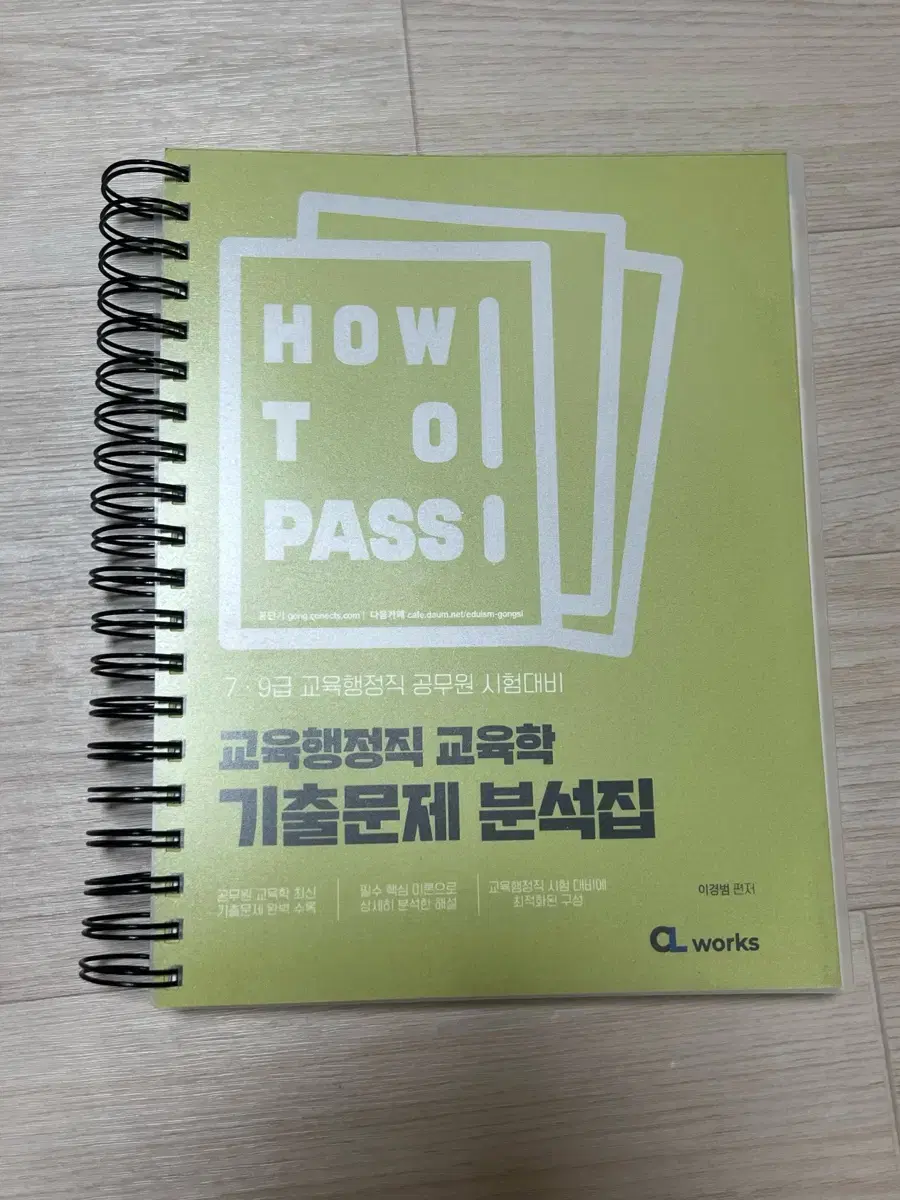 HOW
TO
PASS
공단기 gong.conects.com | 다음카페 cafe.daum.net/eduism-gongsi
7·9급 교육행정직 공무원 시험대비
교육행정직 교육학
기출문제 분석집
공무원 교육학 최신
기출문제 완벽 수록
필수 핵심 이론으로
상세히 분석한 해설
교육행정직 시험 대비에
최적화된 구성
이경범 편저
CL works